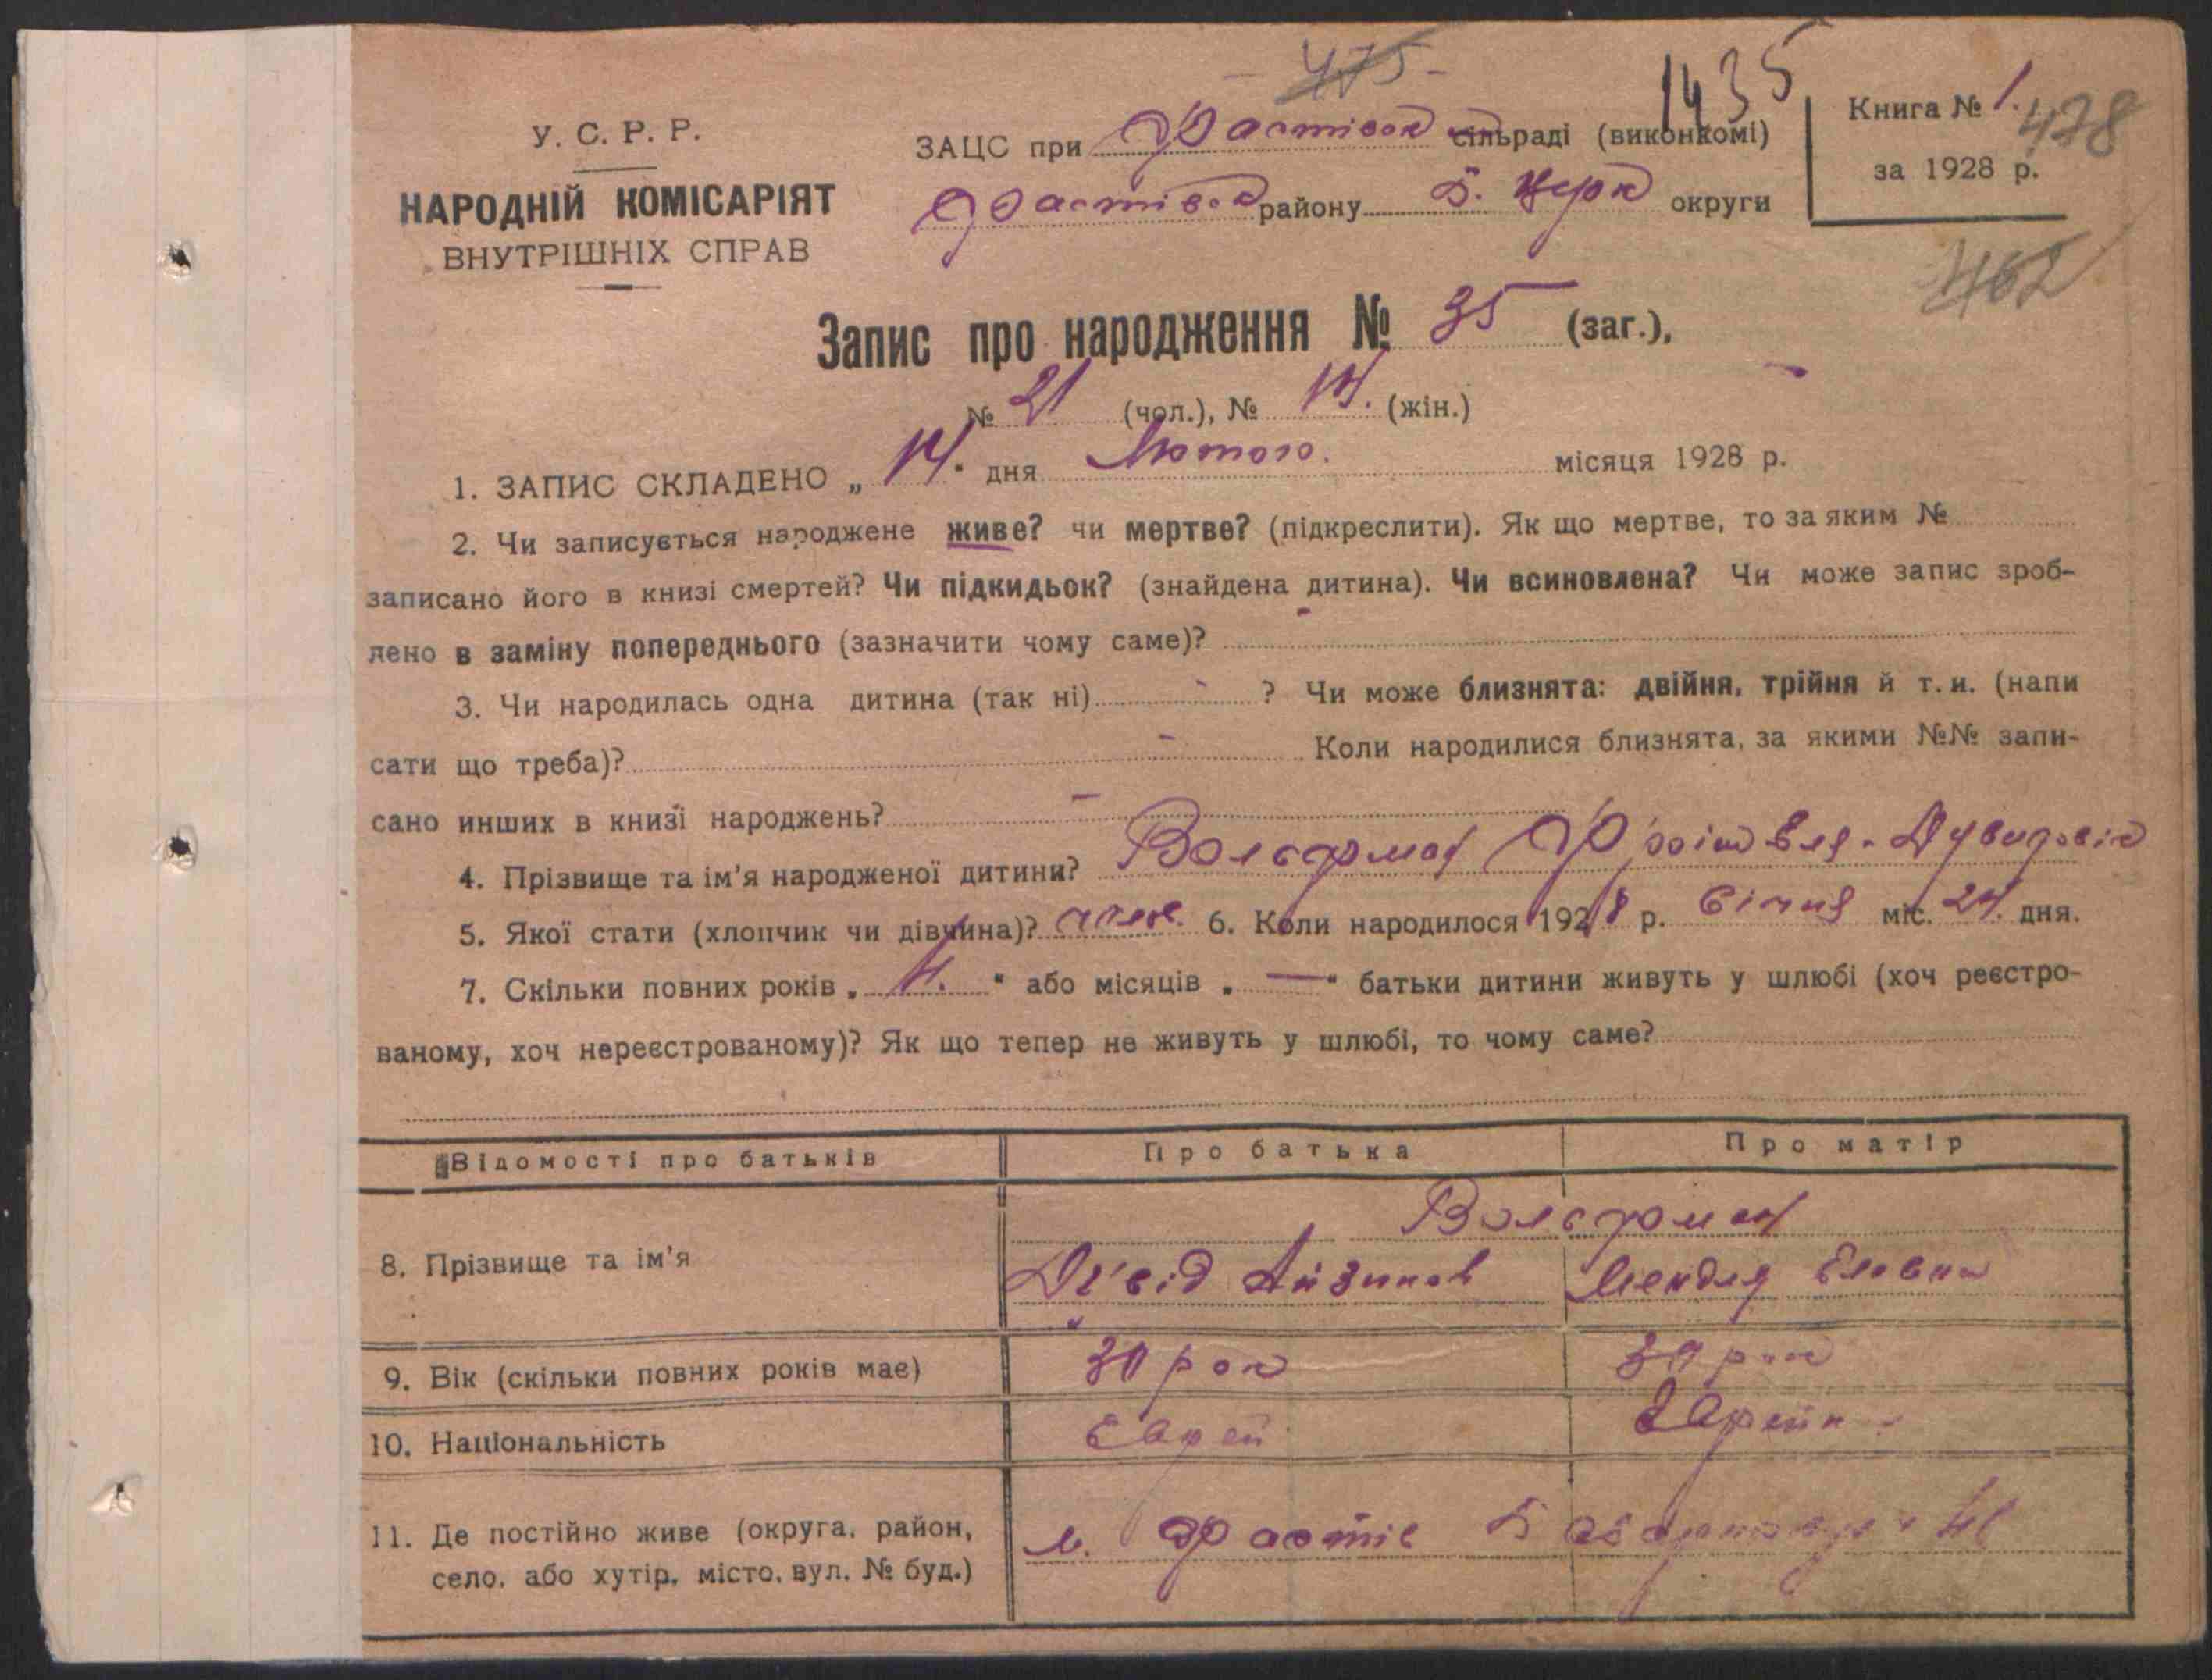 475
1435
У. С. Р. Р.
ЗАЦС при Фастівск сільраді (виконкомі)
Книга № 1.
478
за 1928 р.
НАРОДНІЙ КОМІСАРІЯТ
Фастівск району Б. Церк округи
ВНУТРІШНІХ СПРАВ
462
Запис про народження № 35 (заг.),
№ 21 (чол.), № 14. (жін.)
1. ЗАПИС СКЛАДЕНО „ 14 " дня Лютого. місяця 1928 р.
2. Чи записується народжене живе? чи мертве? (підкреслити). Як що мертве, то за яким №
записано його в книзі смертей? Чи підкидьок? (знайдена дитина). Чи всиновлена? Чи може запис зроб-
лено в заміну попереднього (зазначити чому саме)?
3. Чи народилась одна дитина (так ні) - ? Чи може близнята: двійня, трійня й т. и. (напи
сати що треба)? - Коли народилися близнята, за якими №№ запи-
сано инших в книзі народжень? -
4. Прізвище та ім'я народженої дитини? Вольфман
5. Якої стати (хлопчик чи дівчина)? 6. Коли народилося 1928 р. Січня міс. 24. дня.
7. Скільки повних років „ 4. " або місяців „ — " батьки дитини живуть у шлюбі (хоч реєстро-
ваному, хоч нереєстрованому)? Як що тепер не живуть у шлюбі, то чому саме?
Відомості про батьків Про батька Про матір
Вольфман
8. Прізвище та ім'я
9. Вік (скільки повних років має) 30 рок
10. Національність Еврей Еврейк
11. Де постійно живе (округа, район,
село, або хутір, місто, вул. № буд.)
м. Фастів